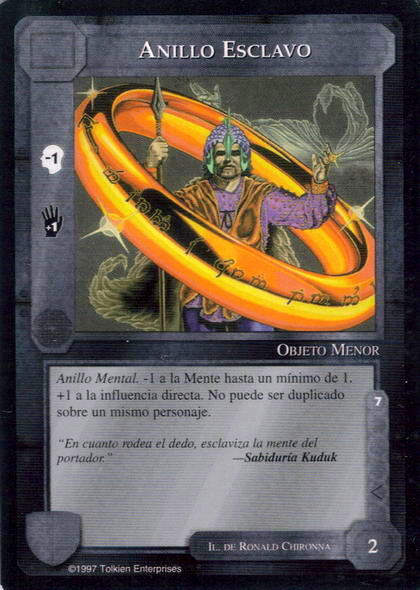 ANILLO ESCLAVO
-1
+1
OBJETO MENOR
Anillo Mental. -1 a la Mente hasta un mínimo de 1.
+1 a la influencia directa. No puede ser duplicado
sobre un mismo personaje.
7
"En cuanto rodea el dedo, esclaviza la mente del
portador." —Sabiduría Kuduk
IL. DE RONALD CHIRONNA
2
©1997 Tolkien Enterprises